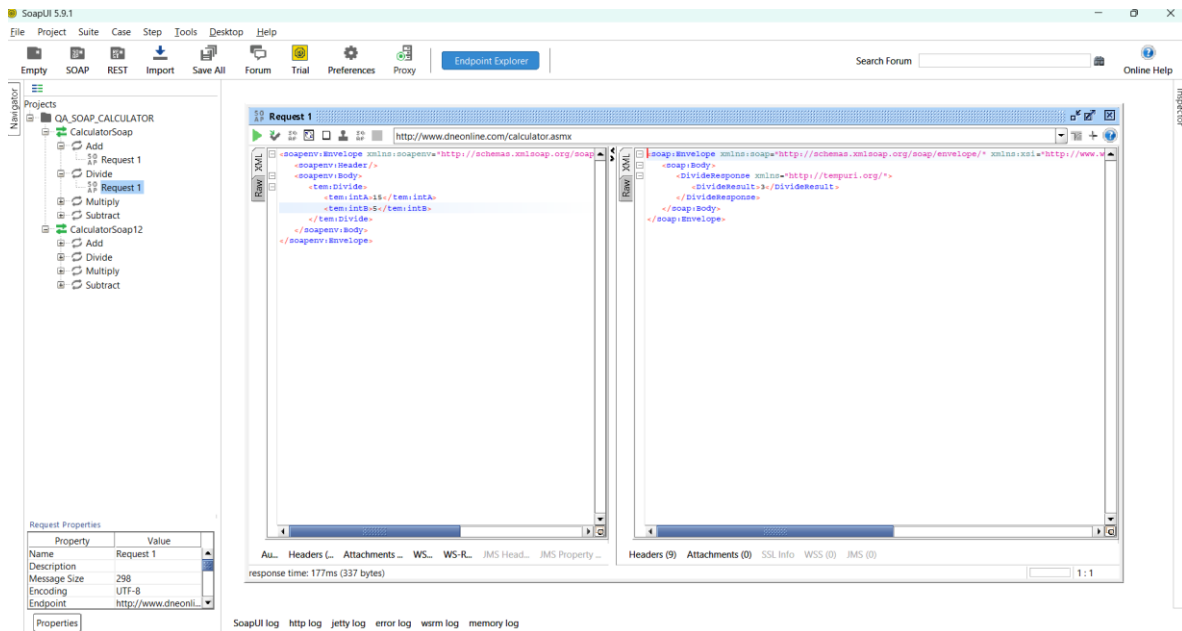 SoapUI 5.9.1
File Project Suite Case Step Tools Desktop Help
Empty SOAP REST Import Save All Forum Trial Preferences Proxy Endpoint Explorer Search Forum Online Help
Navigator
Inspector
Projects
QA_SOAP_CALCULATOR
CalculatorSoap
Add
Request 1
Divide
Request 1
Multiply
Subtract
CalculatorSoap12
Add
Divide
Multiply
Subtract
Request Properties
Property Value
Name Request 1
Description
Message Size 298
Encoding UTF-8
Endpoint http://www.dneonli...
Properties
Request 1
http://www.dneonline.com/calculator.asmx
XML
Raw
<soapenv:Envelope xmlns:soapenv="http://schemas.xmlsoap.org/soap
<soapenv:Header/>
<soapenv:Body>
<tem:Divide>
<tem:intA>15</tem:intA>
<tem:intB>5</tem:intB>
</tem:Divide>
</soapenv:Body>
</soapenv:Envelope>
Au... Headers (... Attachments ... WS... WS-R... JMS Head... JMS Property ...
XML
Raw
<soap:Envelope xmlns:soap="http://schemas.xmlsoap.org/soap/envelope/" xmlns:xsi="http://www.w
<soap:Body>
<DivideResponse xmlns="http://tempuri.org/">
<DivideResult>3</DivideResult>
</DivideResponse>
</soap:Body>
</soap:Envelope>
Headers (9) Attachments (0) SSL Info WSS (0) JMS (0)
response time: 177ms (337 bytes)
1 : 1
SoapUI log http log jetty log error log wsrm log memory log